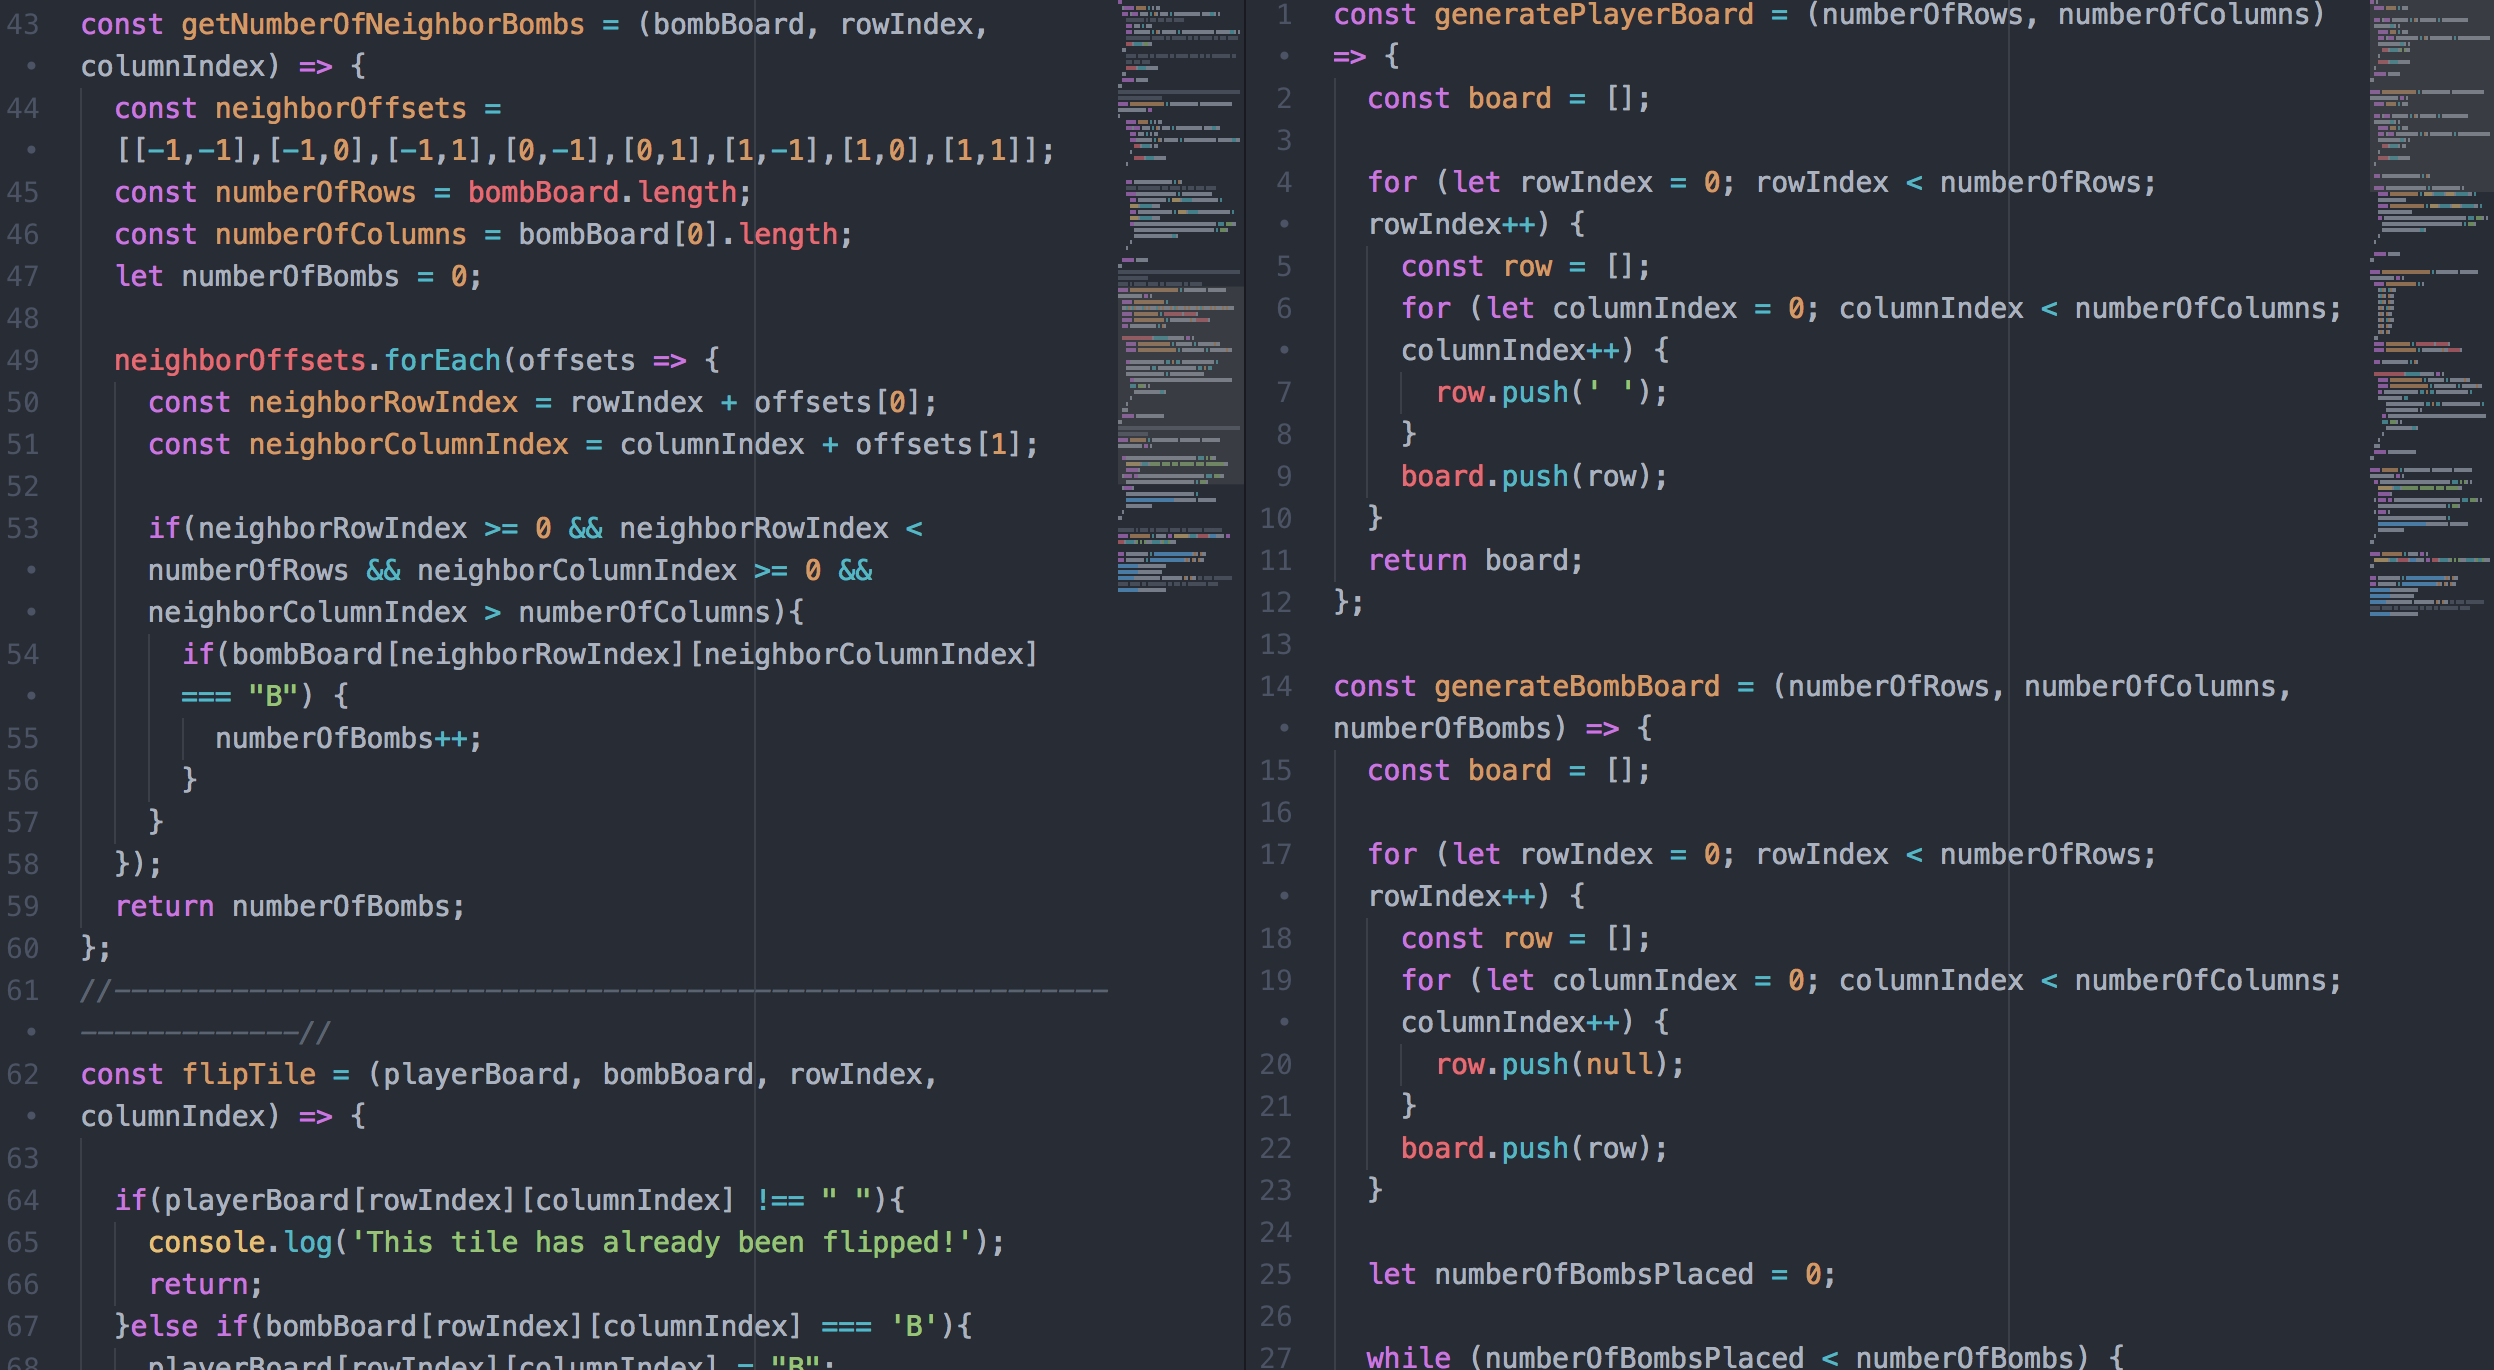 43 const getNumberOfNeighborBombs = (bombBoard, rowIndex,
• columnIndex) => {
44 const neighborOffsets =
• [[-1,-1],[-1,0],[-1,1],[0,-1],[0,1],[1,-1],[1,0],[1,1]];
45 const numberOfRows = bombBoard.length;
46 const numberOfColumns = bombBoard[0].length;
47 let numberOfBombs = 0;
48
49 neighborOffsets.forEach(offsets => {
50 const neighborRowIndex = rowIndex + offsets[0];
51 const neighborColumnIndex = columnIndex + offsets[1];
52
53 if(neighborRowIndex >= 0 && neighborRowIndex <
• numberOfRows && neighborColumnIndex >= 0 &&
• neighborColumnIndex > numberOfColumns){
54 if(bombBoard[neighborRowIndex][neighborColumnIndex]
• === "B") {
55 numberOfBombs++;
56 }
57 }
58 });
59 return numberOfBombs;
60 };
61 //-----------------------------------------------------------
• -------------//
62 const flipTile = (playerBoard, bombBoard, rowIndex,
• columnIndex) => {
63
64 if(playerBoard[rowIndex][columnIndex] !== " "){
65 console.log('This tile has already been flipped!');
66 return;
67 }else if(bombBoard[rowIndex][columnIndex] === 'B'){
68 playerBoard[rowIndex][columnIndex] = "B";
1 const generatePlayerBoard = (numberOfRows, numberOfColumns)
• => {
2 const board = [];
3
4 for (let rowIndex = 0; rowIndex < numberOfRows;
• rowIndex++) {
5 const row = [];
6 for (let columnIndex = 0; columnIndex < numberOfColumns;
• columnIndex++) {
7 row.push(' ');
8 }
9 board.push(row);
10 }
11 return board;
12 };
13
14 const generateBombBoard = (numberOfRows, numberOfColumns,
• numberOfBombs) => {
15 const board = [];
16
17 for (let rowIndex = 0; rowIndex < numberOfRows;
• rowIndex++) {
18 const row = [];
19 for (let columnIndex = 0; columnIndex < numberOfColumns;
• columnIndex++) {
20 row.push(null);
21 }
22 board.push(row);
23 }
24
25 let numberOfBombsPlaced = 0;
26
27 while (numberOfBombsPlaced < numberOfBombs) {